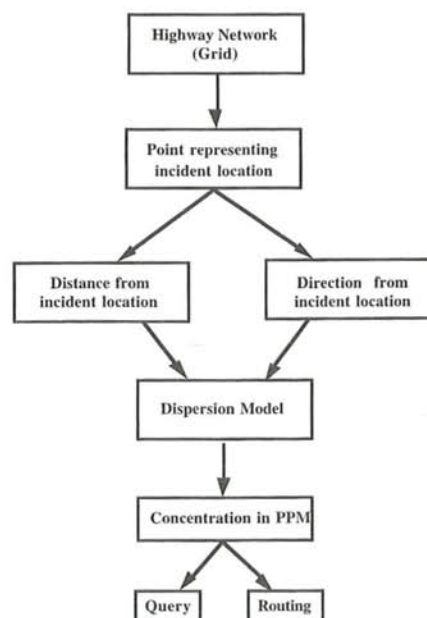 Highway Network
(Grid)
Point representing
incident location
Distance from
incident location
Direction from
incident location
Dispersion Model
Concentration in PPM
Query
Routing